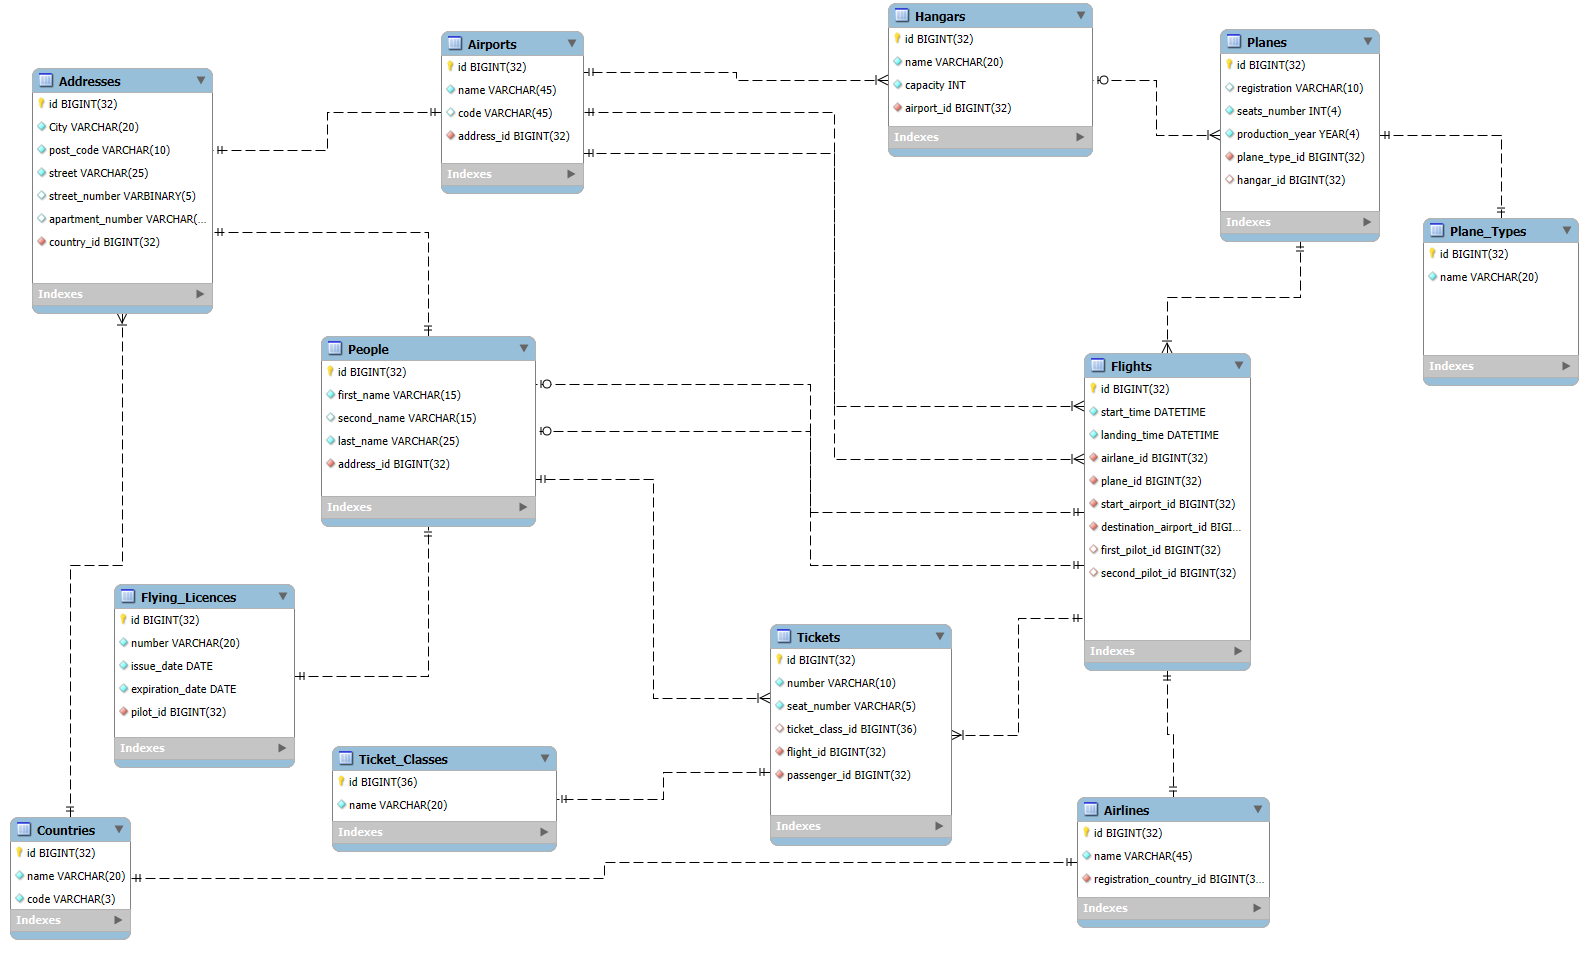 Addresses
id BIGINT(32)
City VARCHAR(20)
post_code VARCHAR(10)
street VARCHAR(25)
street_number VARBINARY(5)
apartment_number VARCHAR(...
country_id BIGINT(32)
Indexes
Airports
id BIGINT(32)
name VARCHAR(45)
code VARCHAR(45)
address_id BIGINT(32)
Indexes
Hangars
id BIGINT(32)
name VARCHAR(20)
capacity INT
airport_id BIGINT(32)
Indexes
Planes
id BIGINT(32)
registration VARCHAR(10)
seats_number INT(4)
production_year YEAR(4)
plane_type_id BIGINT(32)
hangar_id BIGINT(32)
Indexes
Plane_Types
id BIGINT(32)
name VARCHAR(20)
Indexes
People
id BIGINT(32)
first_name VARCHAR(15)
second_name VARCHAR(15)
last_name VARCHAR(25)
address_id BIGINT(32)
Indexes
Flights
id BIGINT(32)
start_time DATETIME
landing_time DATETIME
airlane_id BIGINT(32)
plane_id BIGINT(32)
start_airport_id BIGINT(32)
destination_airport_id BIGI...
first_pilot_id BIGINT(32)
second_pilot_id BIGINT(32)
Indexes
Flying_Licences
id BIGINT(32)
number VARCHAR(20)
issue_date DATE
expiration_date DATE
pilot_id BIGINT(32)
Indexes
Tickets
id BIGINT(32)
number VARCHAR(10)
seat_number VARCHAR(5)
ticket_class_id BIGINT(36)
flight_id BIGINT(32)
passenger_id BIGINT(32)
Indexes
Ticket_Classes
id BIGINT(36)
name VARCHAR(20)
Indexes
Countries
id BIGINT(32)
name VARCHAR(20)
code VARCHAR(3)
Indexes
Airlines
id BIGINT(32)
name VARCHAR(45)
registration_country_id BIGINT(3...
Indexes